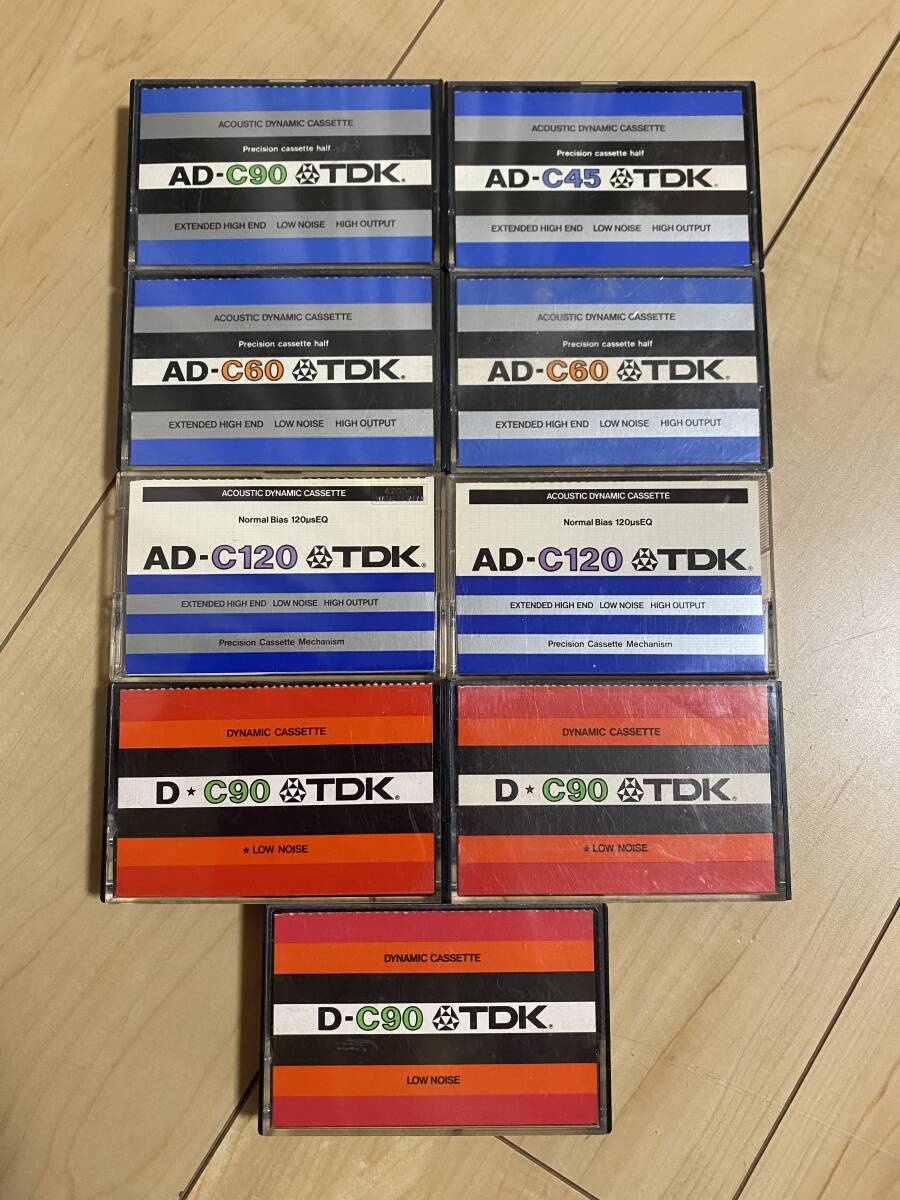 ACOUSTIC DYNAMIC CASSETTE
Precision cassette half
AD-C90 TDK®
EXTENDED HIGH END LOW NOISE HIGH OUTPUT
ACOUSTIC DYNAMIC CASSETTE
Precision cassette half
AD-C45 TDK®
EXTENDED HIGH END LOW NOISE HIGH OUTPUT
ACOUSTIC DYNAMIC CASSETTE
Precision cassette half
AD-C60 TDK®
EXTENDED HIGH END LOW NOISE HIGH OUTPUT
ACOUSTIC DYNAMIC CASSETTE
Precision cassette half
AD-C60 TDK®
EXTENDED HIGH END LOW NOISE HIGH OUTPUT
ACOUSTIC DYNAMIC CASSETTE
Normal Bias 120µsEQ
AD-C120 TDK®
EXTENDED HIGH END LOW NOISE HIGH OUTPUT
Precision Cassette Mechanism
ACOUSTIC DYNAMIC CASSETTE
Normal Bias 120µsEQ
AD-C120 TDK®
EXTENDED HIGH END LOW NOISE HIGH OUTPUT
Precision Cassette Mechanism
DYNAMIC CASSETTE
D★C90 TDK®
★ LOW NOISE
DYNAMIC CASSETTE
D★C90 TDK®
★ LOW NOISE
DYNAMIC CASSETTE
D-C90 TDK®
LOW NOISE